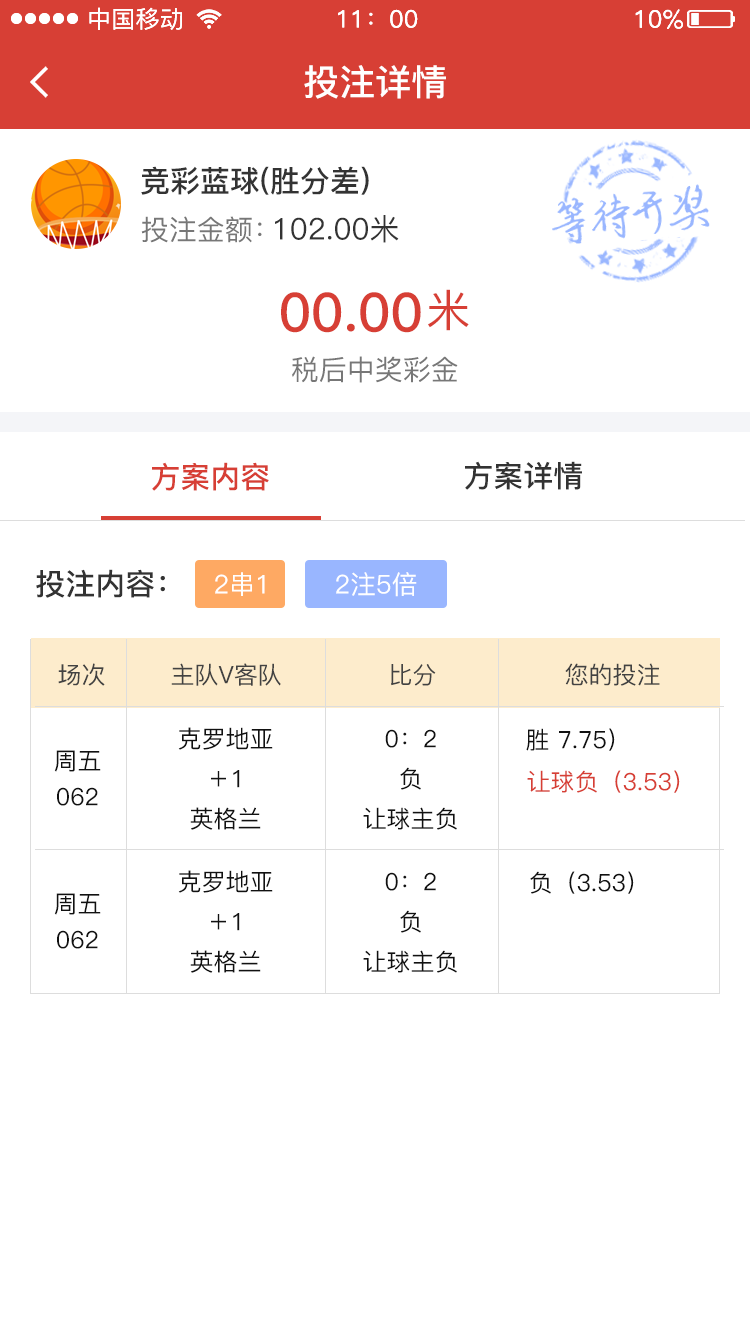 中国移动 11：00 10%
投注详情
竞彩蓝球(胜分差)
投注金额：102.00米
等待开奖
00.00米
税后中奖彩金
方案内容 方案详情
投注内容： 2串1 2注5倍
场次 主队V客队 比分 您的投注
周五
062
克罗地亚
+1
英格兰
0：2
负
让球主负
胜 7.75)
让球负（3.53）
周五
062
克罗地亚
+1
英格兰
0：2
负
让球主负
负（3.53）